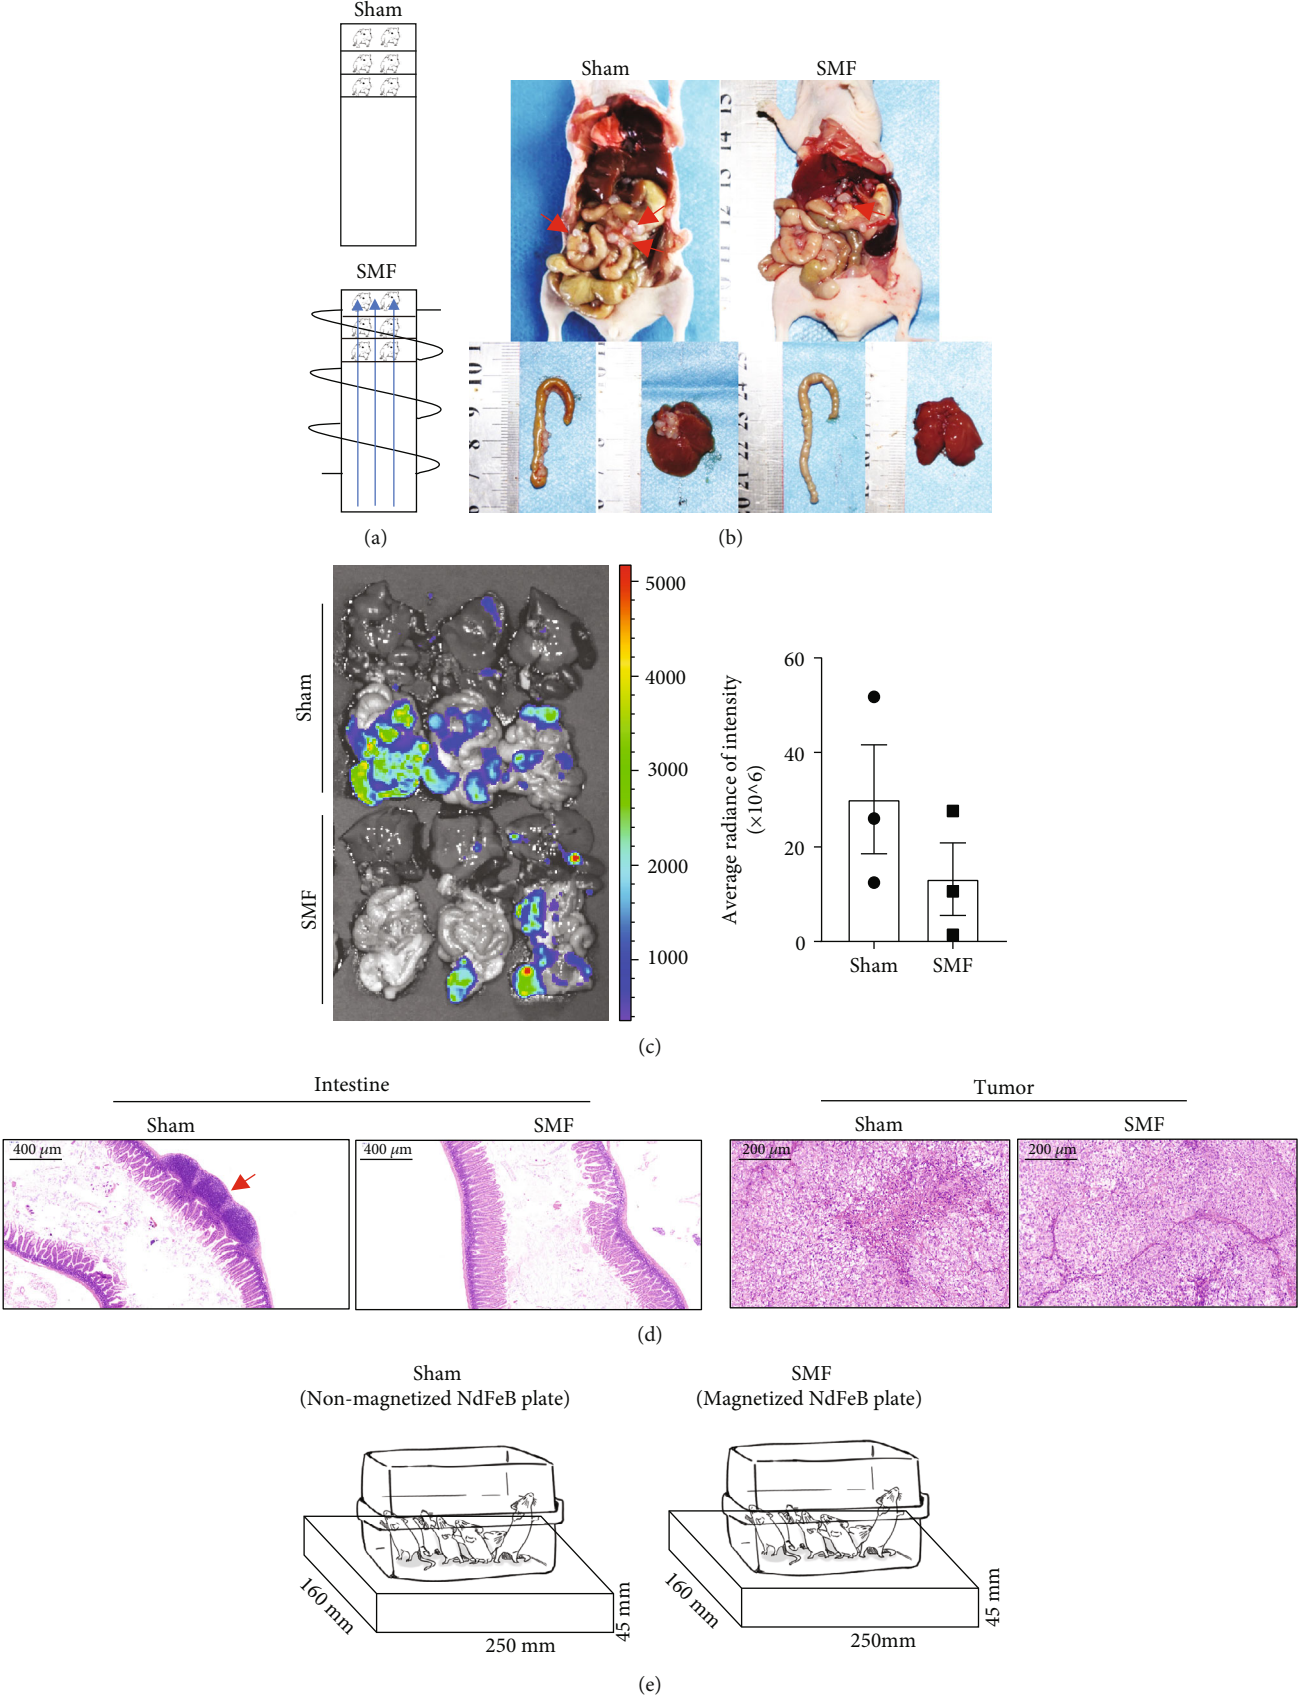 Sham
SMF
(a)
Sham
SMF
(b)
Sham
SMF
5000
4000
3000
2000
1000
Average radiance of intensity
(×10^6)
60
40
20
0
Sham
SMF
(c)
Intestine
Tumor
Sham
SMF
Sham
SMF
400 μm
400 μm
200 μm
200 μm
(d)
Sham
(Non-magnetized NdFeB plate)
SMF
(Magnetized NdFeB plate)
160 mm
250 mm
45 mm
160 mm
250mm
45 mm
(e)